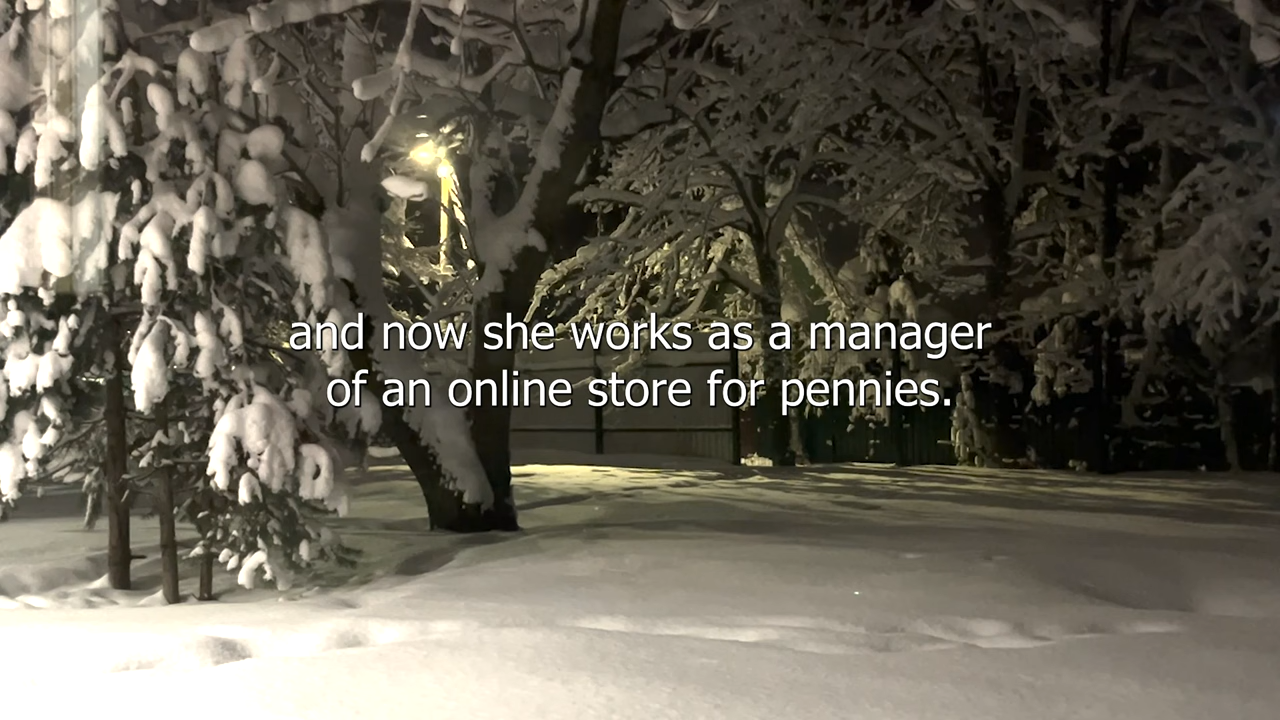 and now she works as a manager
of an online store for pennies.